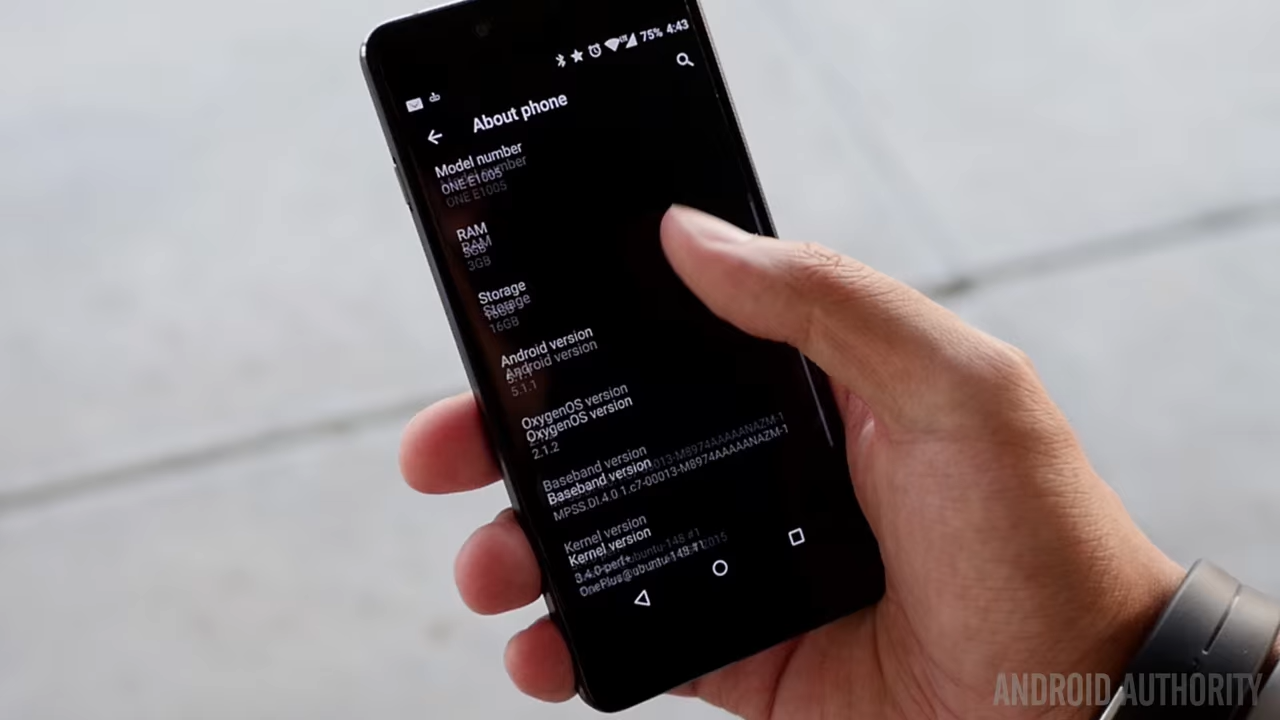 LTE 75% 4:43
About phone
Model number
ONE E1005
RAM
3GB
Storage
16GB
Android version
5.1.1
OxygenOS version
2.1.2
Baseband version
MPSS.DI.4.0 1.c7-00013-M8974AAAAANAZM-1
Kernel version
3.4.0-perf+
OnePlus@ubuntu-148 #1
ANDROID AUTHORITY